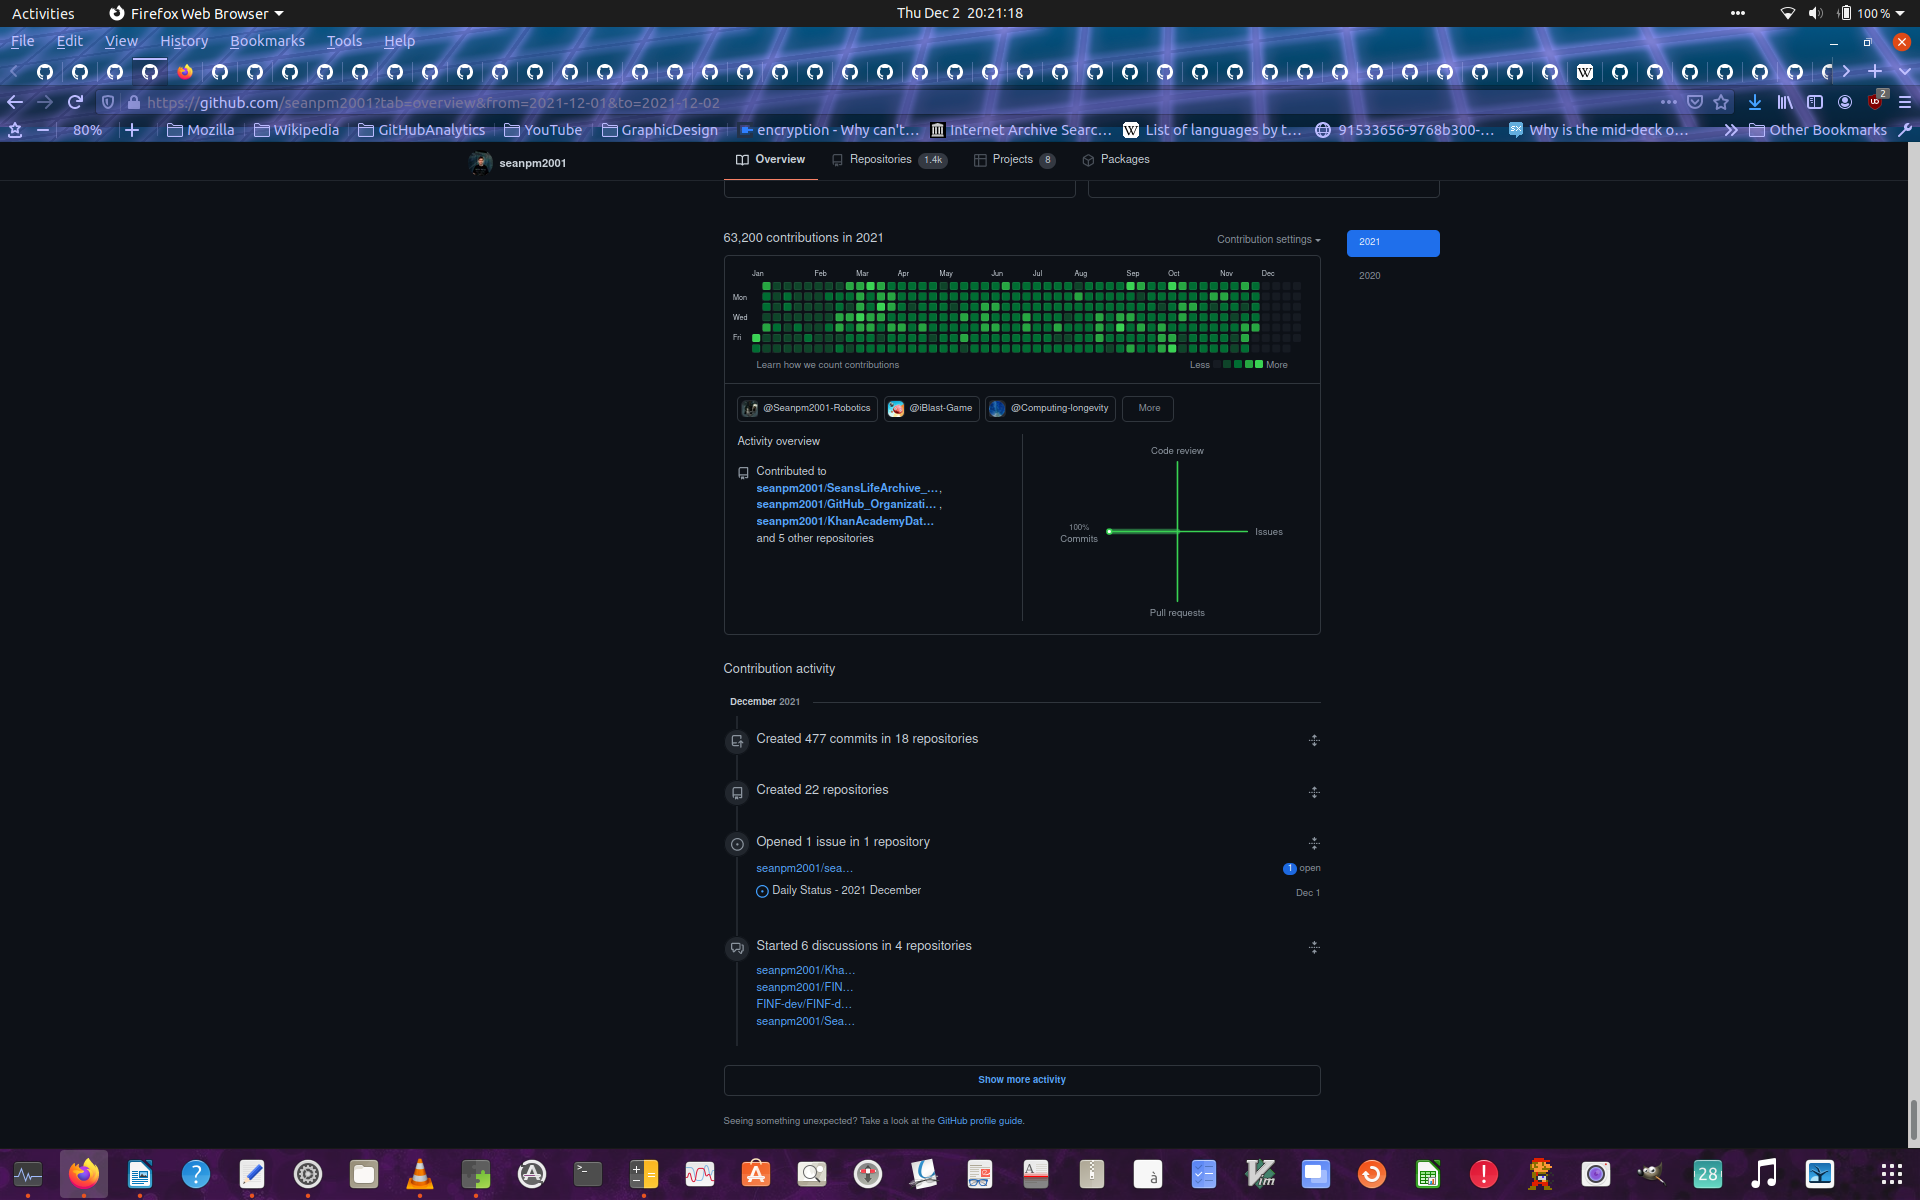 Activities
Firefox Web Browser
Thu Dec 2 20:21:18
100 %
File Edit View History Bookmarks Tools Help
https://github.com/seanpm2001?tab=overview&from=2021-12-01&to=2021-12-02
2
80%
Mozilla
Wikipedia
GitHubAnalytics
YouTube
GraphicDesign
encryption - Why can't...
Internet Archive Searc...
List of languages by t...
91533656-9768b300-...
Why is the mid-deck o...
Other Bookmarks
seanpm2001
Overview
Repositories 1.4k
Projects 8
Packages
63,200 contributions in 2021
Contribution settings
2021
2020
Jan Feb Mar Apr May Jun Jul Aug Sep Oct Nov Dec
Mon
Wed
Fri
Learn how we count contributions
Less More
@Seanpm2001-Robotics
@iBlast-Game
@Computing-longevity
More
Activity overview
Contributed to
seanpm2001/SeansLifeArchive_...,
seanpm2001/GitHub_Organizati... ,
seanpm2001/KhanAcademyDat...
and 5 other repositories
Code review
100%
Commits
Issues
Pull requests
Contribution activity
December 2021
Created 477 commits in 18 repositories
Created 22 repositories
Opened 1 issue in 1 repository
seanpm2001/sea...
1 open
Daily Status - 2021 December
Dec 1
Started 6 discussions in 4 repositories
seanpm2001/Kha...
seanpm2001/FIN...
FINF-dev/FINF-d...
seanpm2001/Sea...
Show more activity
Seeing something unexpected? Take a look at the GitHub profile guide.
28